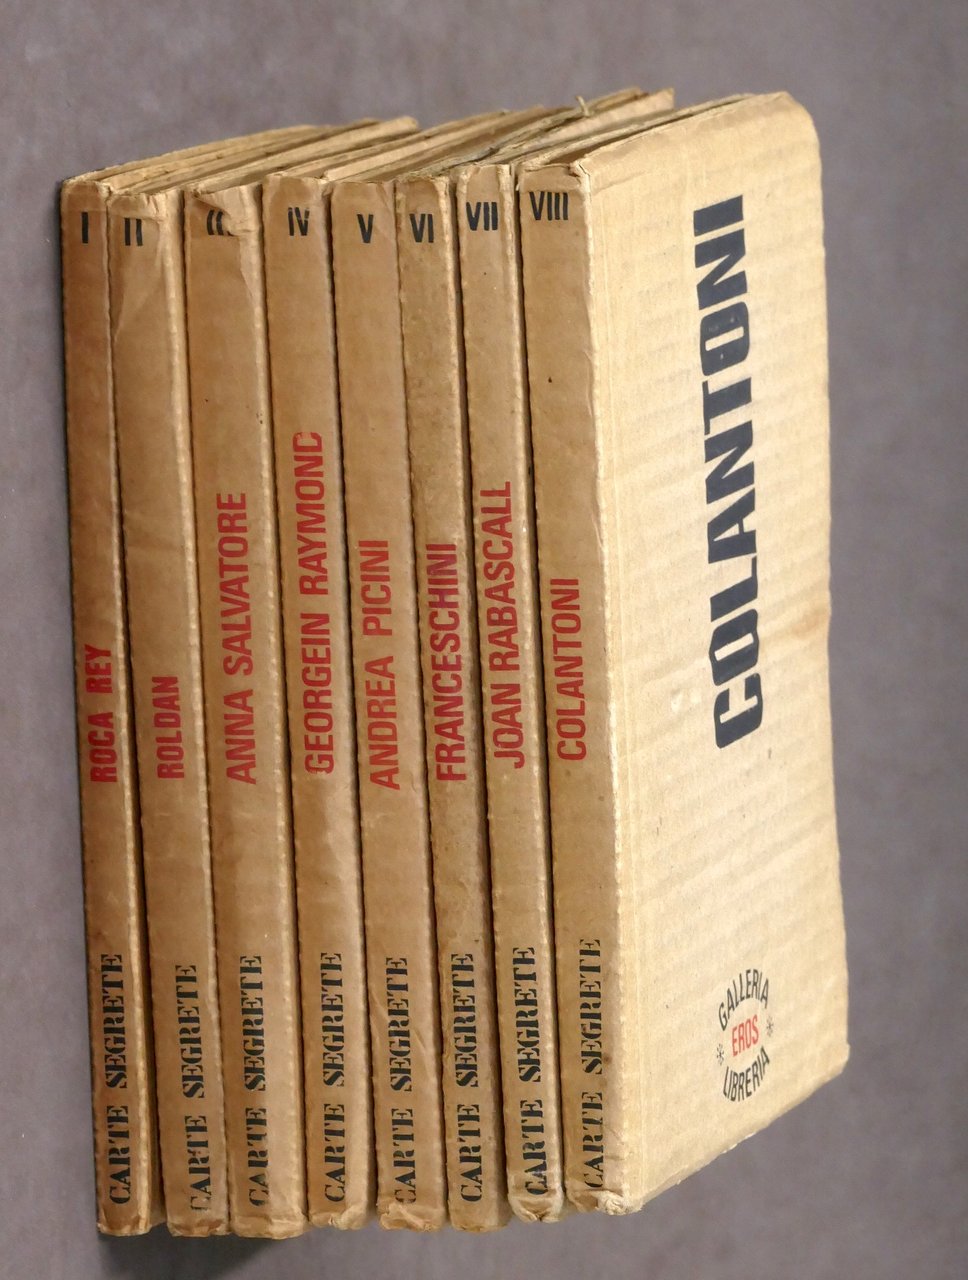 I
ROCA REY
CARTE SEGRETE
II
ROLDAN
CARTE SEGRETE
II
ANNA SALVATORE
CARTE SEGRETE
IV
GEORGEIN RAYMOND
CARTE SEGRETE
V
ANDREA PICINI
CARTE SEGRETE
VI
FRANCESCHINI
CARTE SEGRETE
VII
JOAN RABASCALL
CARTE SEGRETE
VIII
COLANTONI
CARTE SEGRETE
COLANTONI
GALLERIA
EROS
LIBRERIA